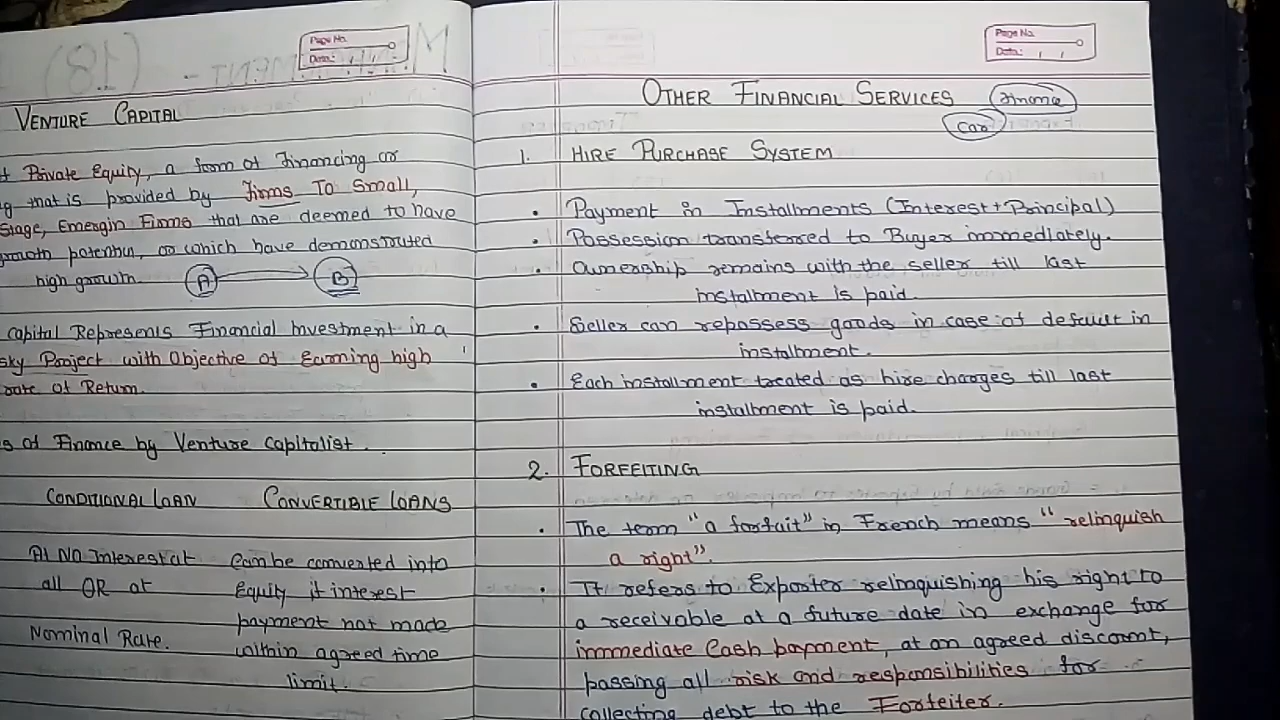 Page No.
Date:
VENTURE CAPITAL
Private Equity, a form of Financing or
that is provided by Firms To Small,
Stage, Emergin Firms that are deemed to have
growth potential, or which have demonstrated
high growth. A B
Capital Represents Financial Investment in a
Project with Objective of Earning high
rate of Return.
of Finance by Venture Capitalist.
CONDITIONAL LOAN CONVERTIBLE LOANS
At No Interest at Can be converted into
all OR at Equity if interest
payment not made
Nominal Rate. within agreed time
limit.
Page No.
Date:
OTHER FINANCIAL SERVICES
Car
1. HIRE PURCHASE SYSTEM
• Payment in Installments (Interest+Principal)
• Possession transferred to Buyer immediately.
• Ownership remains with the seller till last
installment is paid.
• Seller can repossess goods in case of default in
installment.
• Each installment treated as hire charges till last
installment is paid.
2. FORFEITING
• The term "a forfait" in French means "relinquish
a right".
• It refers to Exporter relinquishing his right to
a receivable at a future date in exchange for
immediate Cash payment, at an agreed discount,
passing all risk and responsibilities for
collecting debt to the Forfeiter.